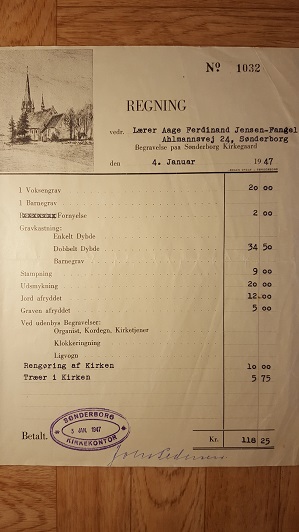 Nº 1032
REGNING
vedr. Lærer Aage Ferdinand Jensen-Fangel
Ahlmannsvej 24, Sønderborg
Begravelse paa Sønderborg Kirkegaard
den 4. Januar 1947
1 Voksengrav 20 00
1 Barnegrav
Fornyelse 2 00
Gravkastning:
Enkelt Dybde
Dobbelt Dybde 34 50
Barnegrav
Stampning 9 00
Udsmykning 20 00
Jord afryddet 12.00
Graven afryddet 5 00
Ved udenbys Begravelser:
Organist, Kordegn, Kirketjener
Klokkeringning
Ligvogn
Rengøring af Kirken 10 00
Træer i Kirken 5 75
SØNDERBORG
3 JAN. 1947
KIRKEKONTOR
Betalt. Kr. 118 25